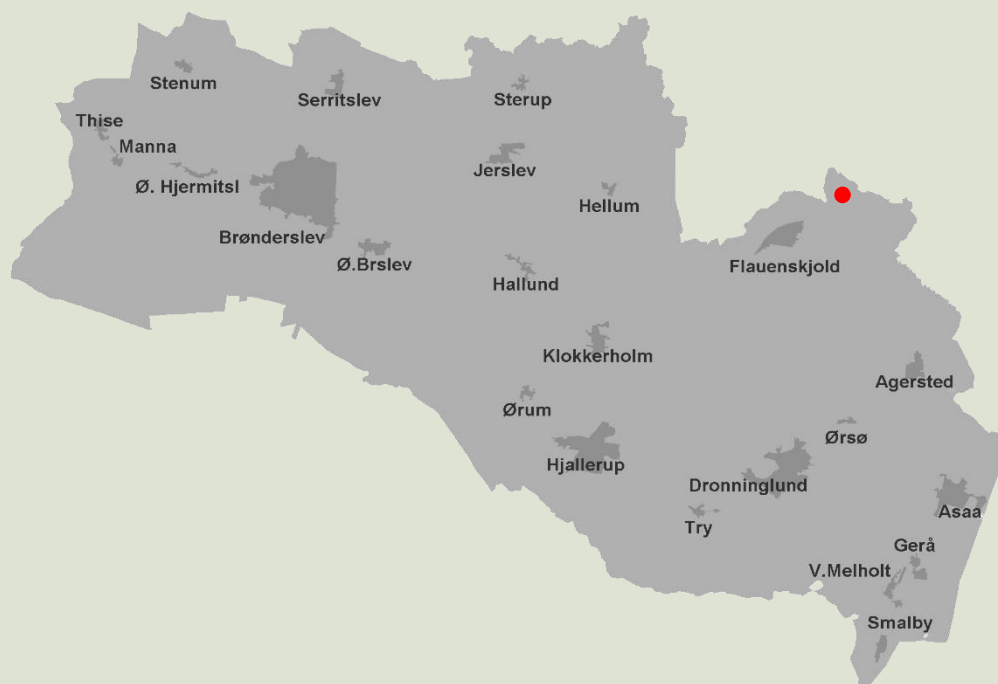 Stenum
Serritslev
Sterup
Thise
Manna
Ø. Hjermitsl
Jerslev
Hellum
Brønderslev
Ø.Brslev
Hallund
Flauenskjold
Klokkerholm
Agersted
Ørum
Ørsø
Hjallerup
Dronninglund
Asaa
Try
Gerå
V.Melholt
Smalby